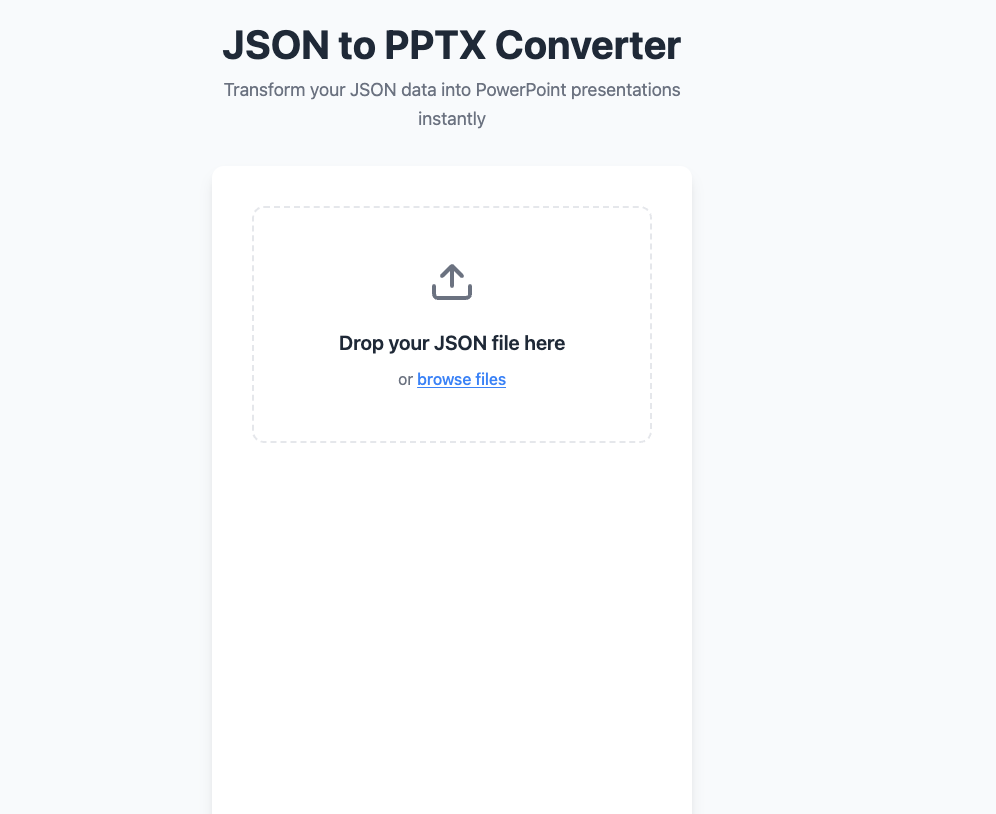 JSON to PPTX Converter
Transform your JSON data into PowerPoint presentations
instantly
Drop your JSON file here
or browse files